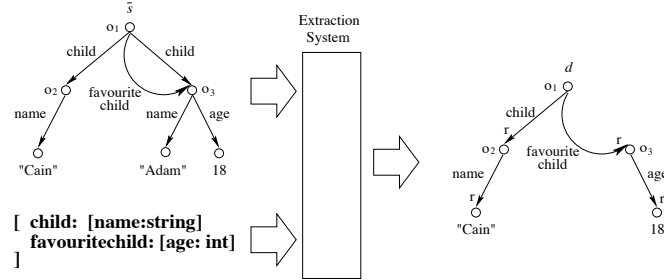 s̄
o1
child
child
o2
favourite
child
o3
name
name
age
"Cain"
"Adam"
18
[ child: [name:string]
favouritechild: [age: int]
]
Extraction
System
d
o1
child
r
r
o2
favourite
child
o3
name
age
r
r
"Cain"
18